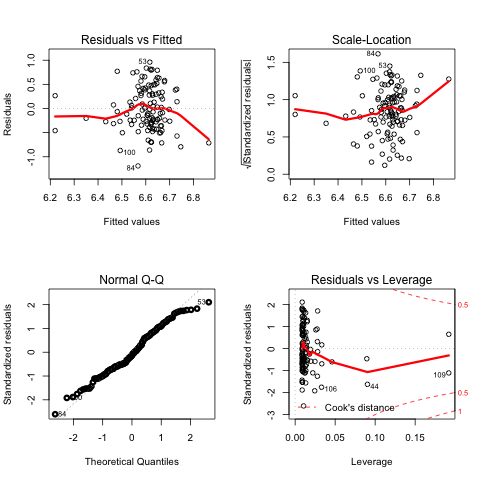 Residuals vs Fitted
Residuals
1.0
0.5
0.0
-1.0
53
100
84
6.2 6.3 6.4 6.5 6.6 6.7 6.8
Fitted values
Scale-Location
√|Standardized residuals|
1.5
1.0
0.5
0.0
84
53
100
6.2 6.3 6.4 6.5 6.6 6.7 6.8
Fitted values
Normal Q-Q
Standardized residuals
2
1
0
-1
-2
53
84
-2 -1 0 1 2
Theoretical Quantiles
Residuals vs Leverage
Standardized residuals
2
1
0
-1
-2
-3
0.5
109
106
44
0.5
Cook's distance
1
0.00 0.05 0.10 0.15
Leverage